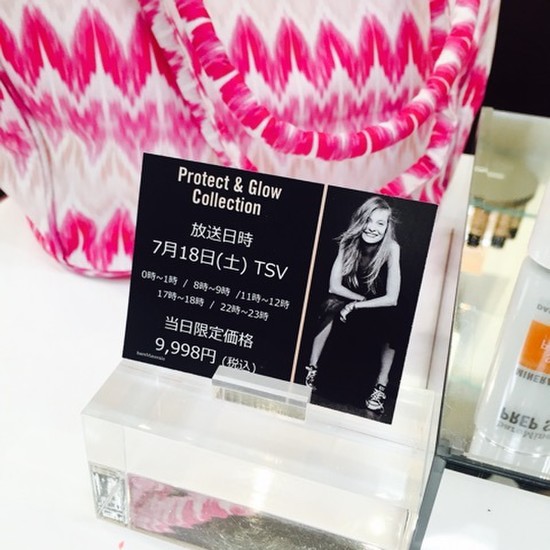 Protect & Glow
Collection
放送日時
7月18日(土) TSV
0時~1時 / 8時~9時 /11時~12時
17時~18時 / 22時~23時
当日限定価格
9,998円 (税込)
bareMinerals
PREP S
MINER